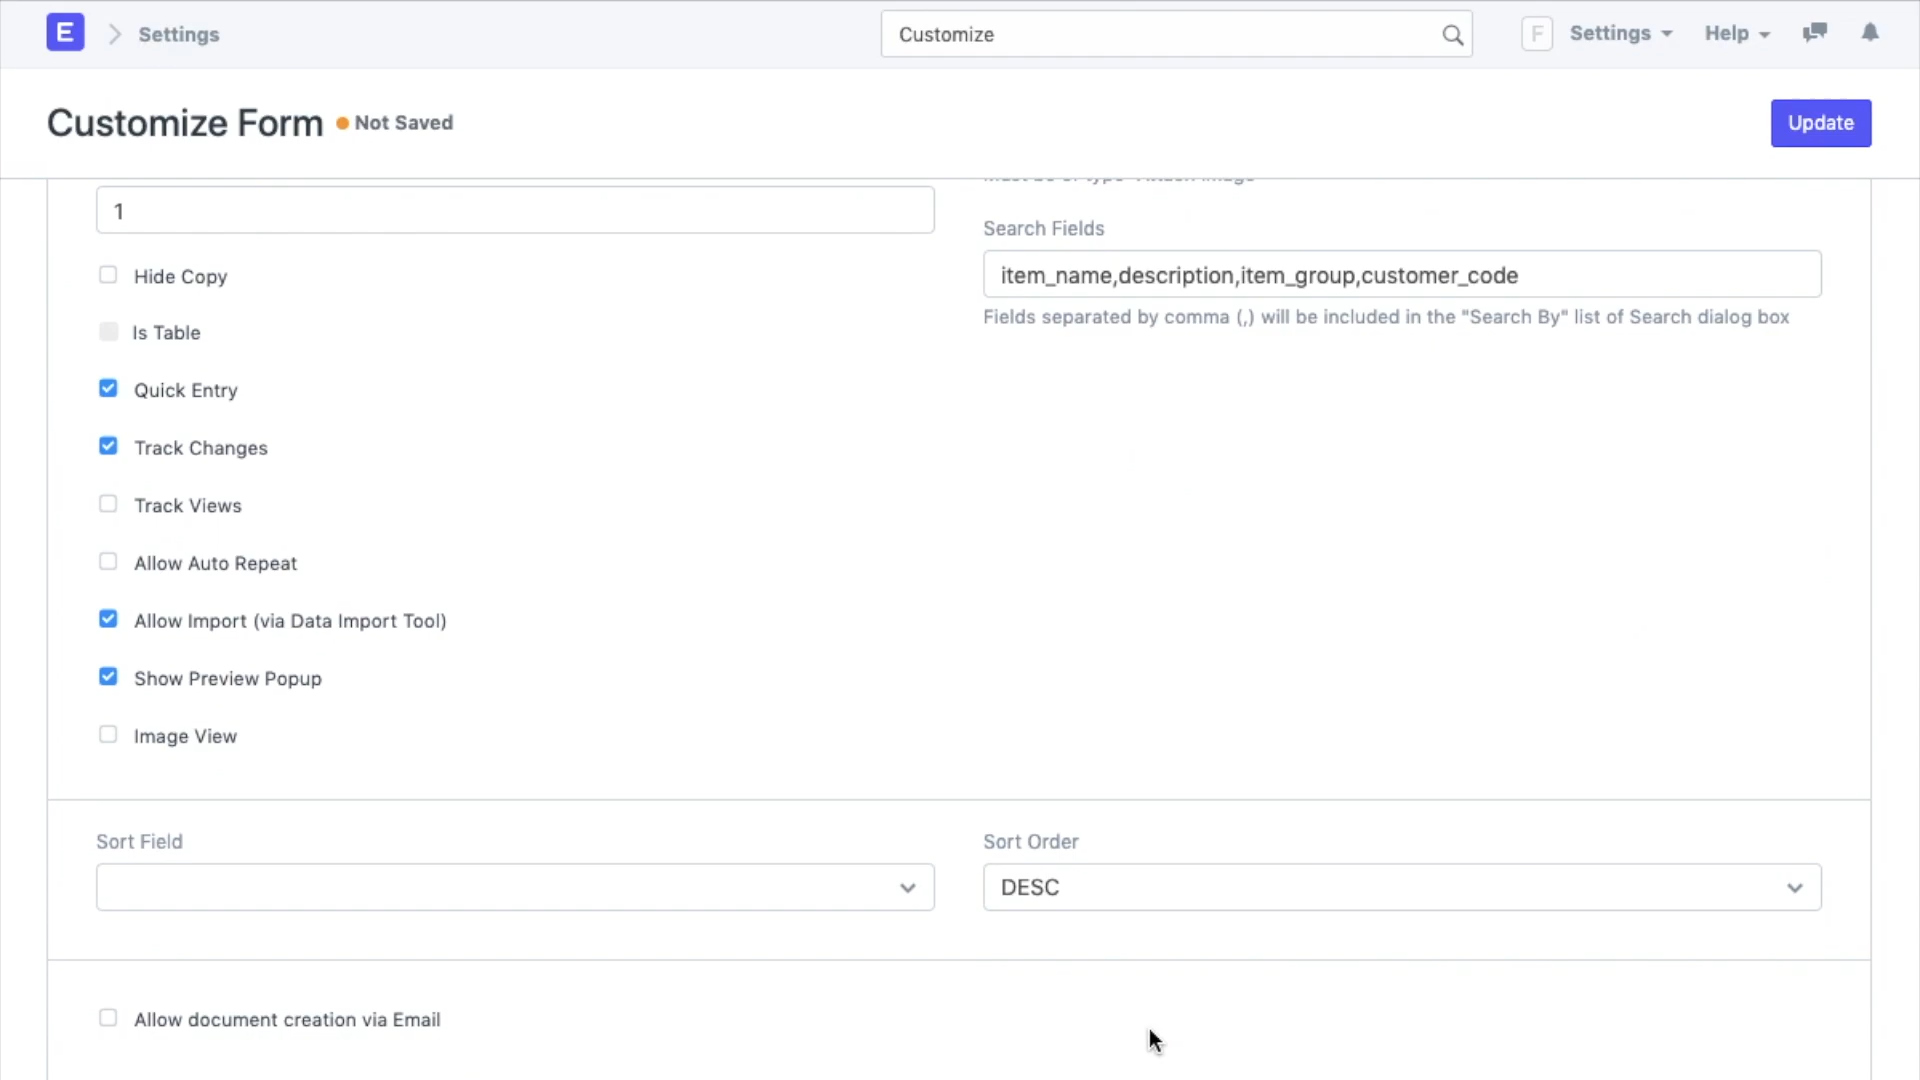 E
Settings
Customize
F
Settings
Help
Customize Form
Not Saved
Update
1
Search Fields
Hide Copy
item_name,description,item_group,customer_code
Fields separated by comma (,) will be included in the "Search By" list of Search dialog box
Is Table
Quick Entry
Track Changes
Track Views
Allow Auto Repeat
Allow Import (via Data Import Tool)
Show Preview Popup
Image View
Sort Field
Sort Order
DESC
Allow document creation via Email